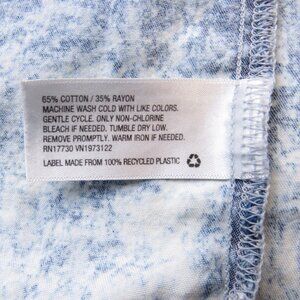 65% COTTON / 35% RAYON
MACHINE WASH COLD WITH LIKE COLORS.
GENTLE CYCLE. ONLY NON-CHLORINE
BLEACH IF NEEDED. TUMBLE DRY LOW.
REMOVE PROMPTLY. WARM IRON IF NEEDED.
RN17730 VN1973122
LABEL MADE FROM 100% RECYCLED PLASTIC